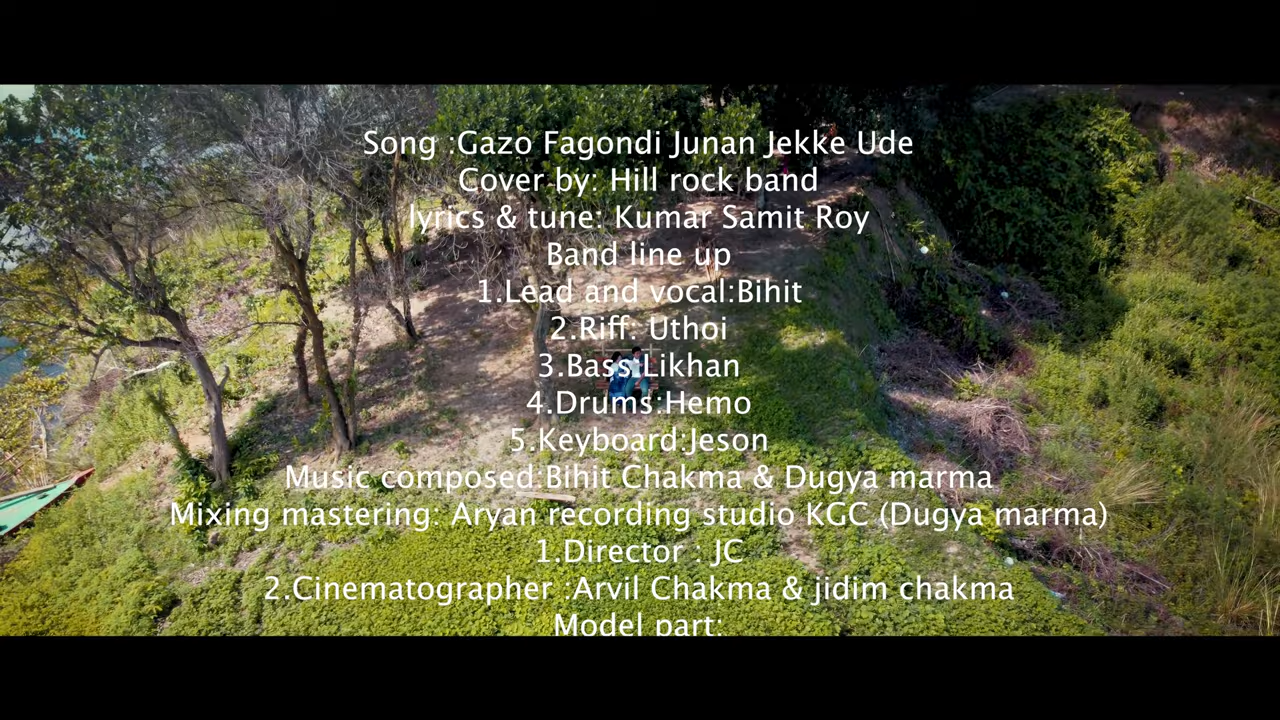 Song :Gazo Fagondi Junan Jekke Ude
Cover by: Hill rock band
lyrics & tune: Kumar Samit Roy
Band line up
1.Lead and vocal:Bihit
2.Riff: Uthoi
3.Bass:Likhan
4.Drums:Hemo
5.Keyboard:Jeson
Music composed:Bihit Chakma & Dugya marma
Mixing mastering: Aryan recording studio KGC (Dugya marma)
1.Director : JC
2.Cinematographer :Arvil Chakma & jidim chakma
Model part: